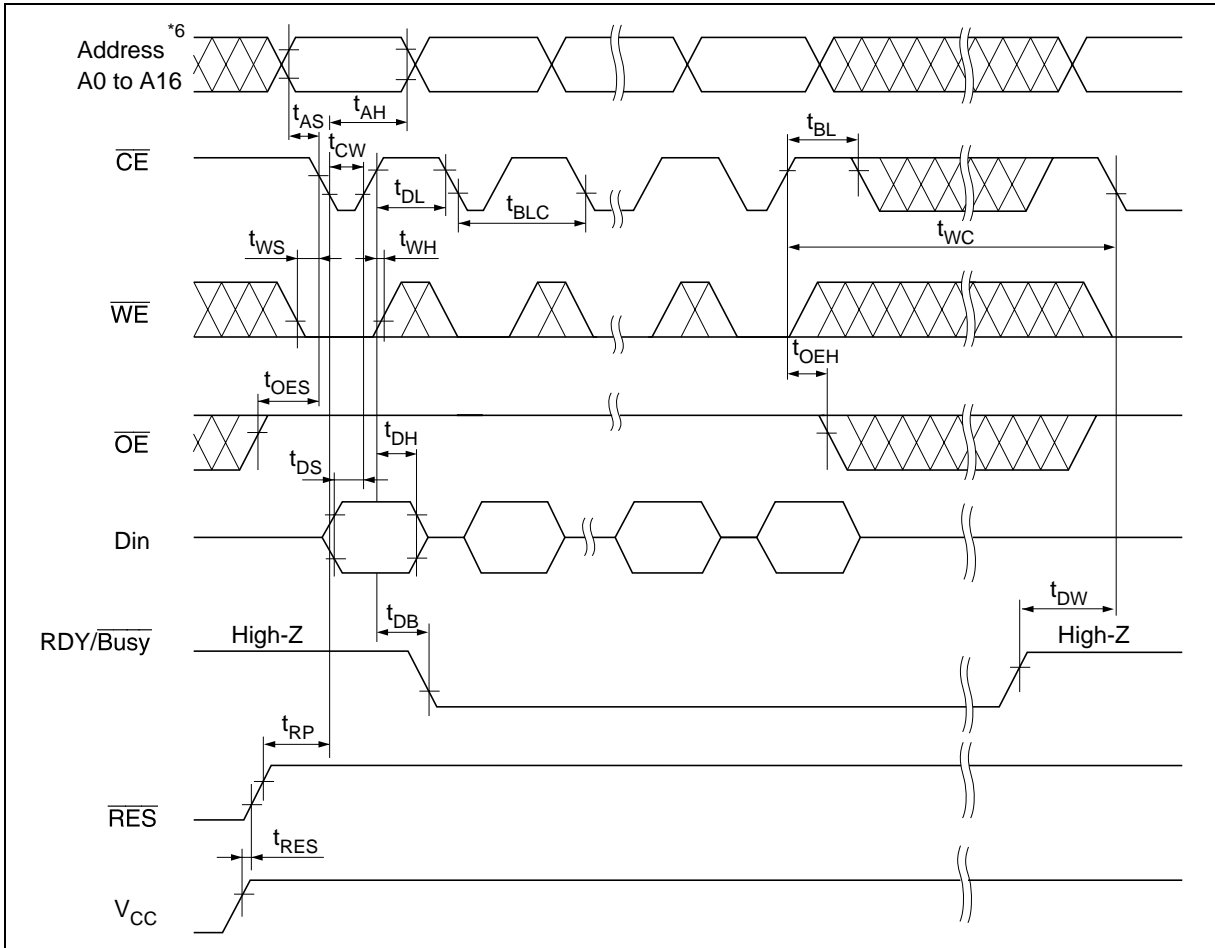 Address *6
A0 to A16
tAH
tAS
tBL
tCW
CE
tDL
tBLC
tWC
tWS
tWH
WE
tOEH
tOES
OE
tDH
tDS
Din
tDB
tDW
RDY/Busy
High-Z
High-Z
tRP
RES
tRES
VCC